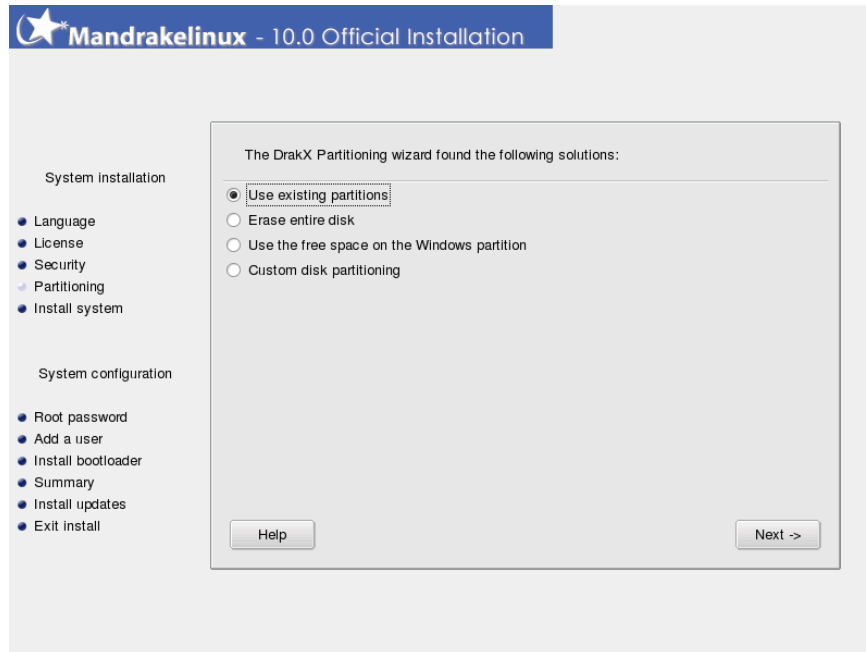 Mandrakelinux - 10.0 Official Installation
System installation
Language
License
Security
Partitioning
Install system
System configuration
Root password
Add a user
Install bootloader
Summary
Install updates
Exit install
The DrakX Partitioning wizard found the following solutions:
Use existing partitions
Erase entire disk
Use the free space on the Windows partition
Custom disk partitioning
Help
Next ->